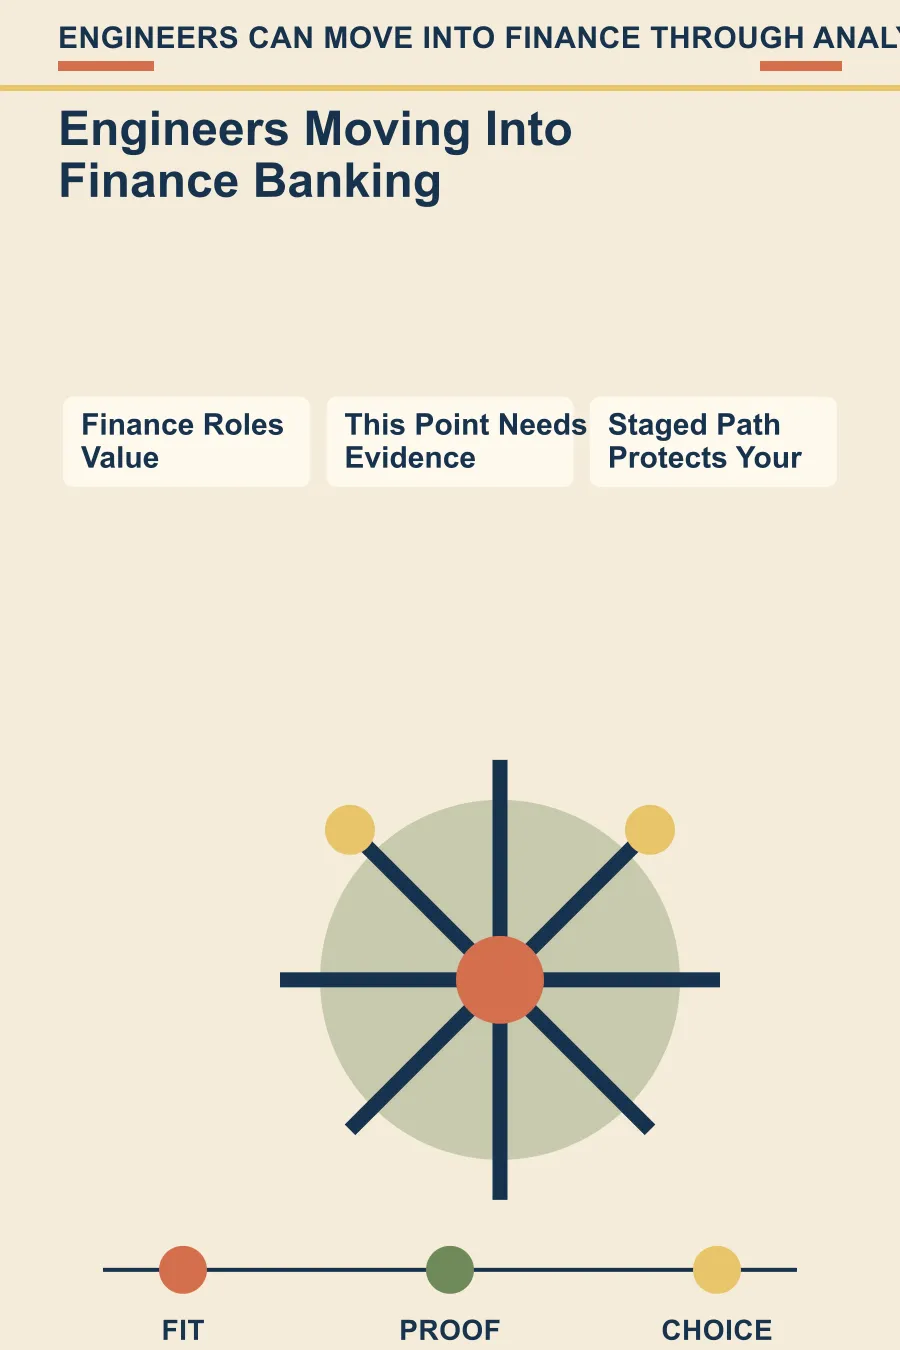 ENGINEERS CAN MOVE INTO FINANCE THROUGH ANALY
Engineers Moving Into
Finance Banking
Finance Roles
Value
This Point Needs
Evidence
Staged Path
Protects Your
FIT
PROOF
CHOICE